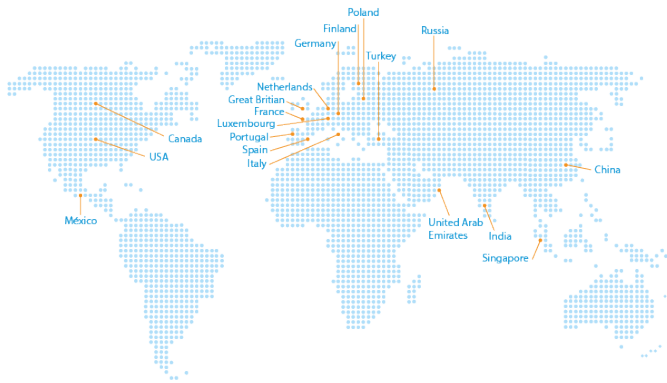 Poland
Finland
Russia
Germany
Turkey
Netherlands
Great Britian
France
Luxembourg
Canada
Portugal
Spain
USA
Italy
China
México
United Arab
Emirates
India
Singapore